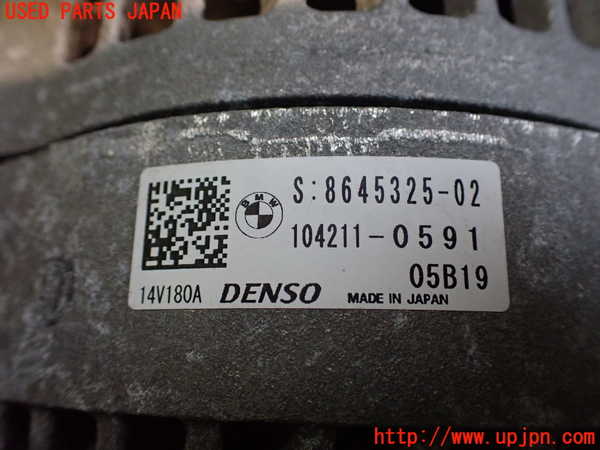 USED PARTS JAPAN
BMW
S:8645325-02
104211-0591
05B19
14V180A DENSO MADE IN JAPAN
http://www.upjpn.com/